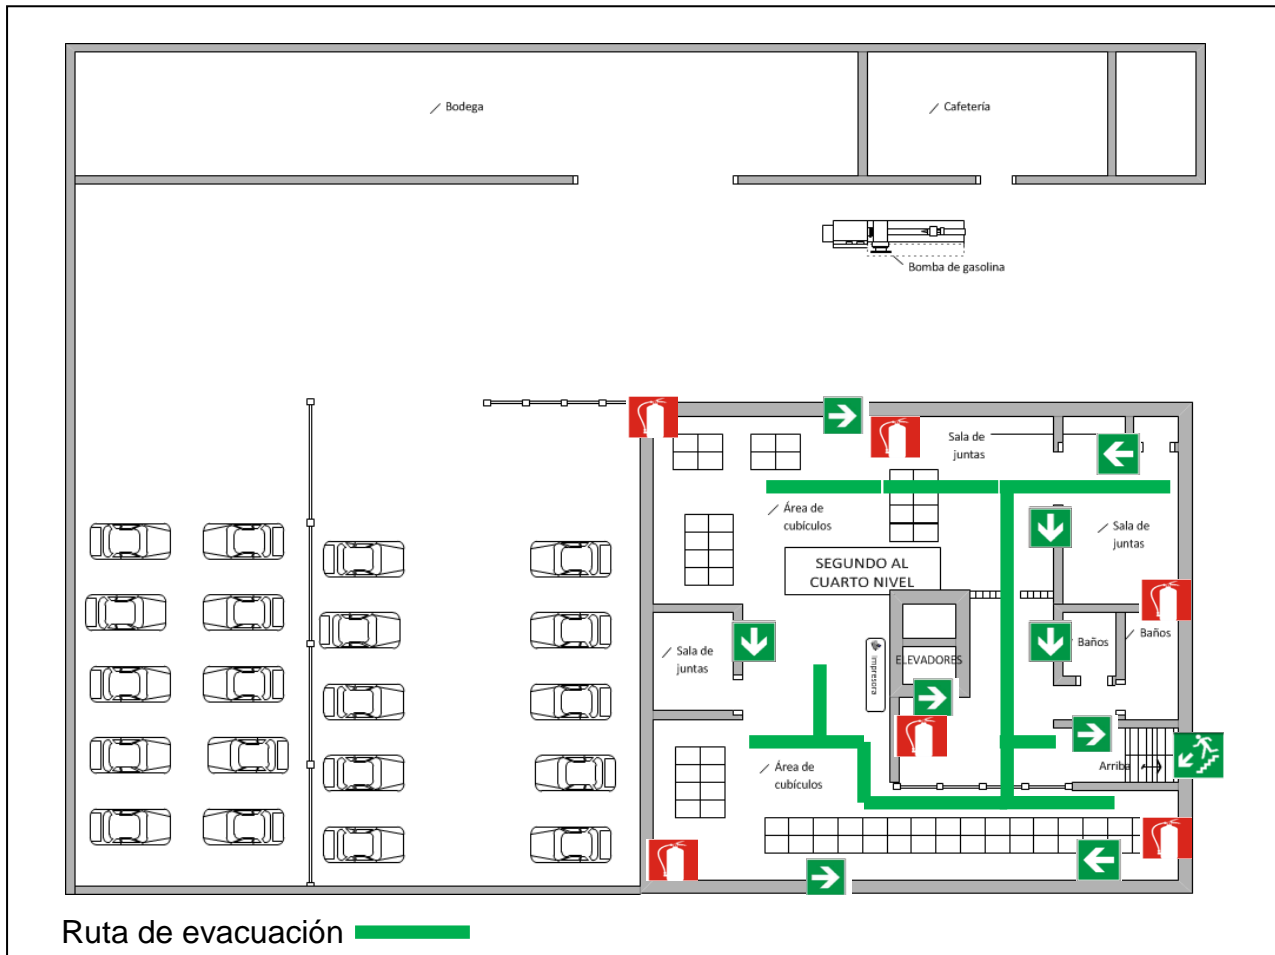 Bodega
Cafetería
Bomba de gasolina
Sala de
juntas
Área de
cubículos
Sala de
juntas
SEGUNDO AL
CUARTO NIVEL
Baños
Baños
Sala de
juntas
impresora
ELEVADORES
Área de
cubículos
Arriba
Ruta de evacuación